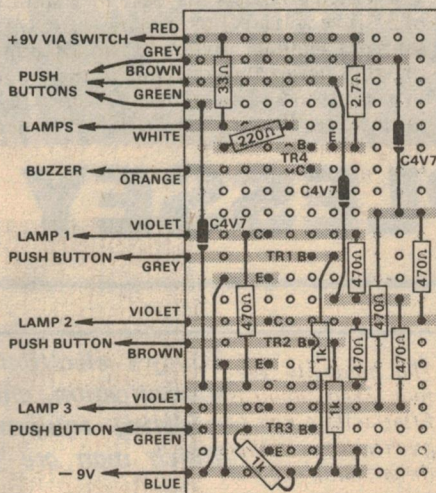 RED
+9V VIA SWITCH
GREY
BROWN
PUSH
BUTTONS
GREEN
33Ω
2.7Ω
LAMPS
WHITE
220Ω
B
E
TR4
C
C4V7
BUZZER
ORANGE
C4V7
VIOLET
C4V7
LAMP 1
C
PUSH BUTTON
TR1 B
GREY
E
470Ω
470Ω
470Ω
470Ω
VIOLET
LAMP 2
C
PUSH BUTTON
TR2 B
BROWN
1k
470Ω
470Ω
E
VIOLET
LAMP 3
C
1k
PUSH BUTTON
TR3 B
GREEN
E
1k
−9V
BLUE